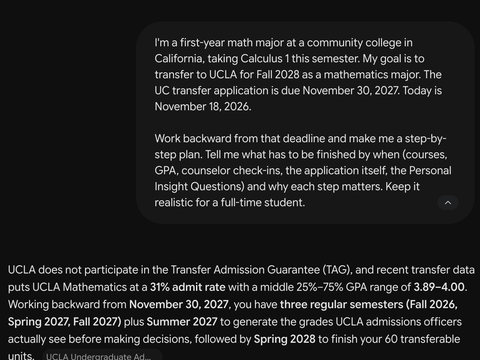 I'm a first-year math major at a community college in
California, taking Calculus 1 this semester. My goal is to
transfer to UCLA for Fall 2028 as a mathematics major. The
UC transfer application is due November 30, 2027. Today is
November 18, 2026.
Work backward from that deadline and make me a step-by-
step plan. Tell me what has to be finished by when (courses,
GPA, counselor check-ins, the application itself, the Personal
Insight Questions) and why each step matters. Keep it
realistic for a full-time student.
UCLA does not participate in the Transfer Admission Guarantee (TAG), and recent transfer data
puts UCLA Mathematics at a 31% admit rate with a middle 25%–75% GPA range of 3.89–4.00.
Working backward from November 30, 2027, you have three regular semesters (Fall 2026,
Spring 2027, Fall 2027) plus Summer 2027 to generate the grades UCLA admissions officers
actually see before making decisions, followed by Spring 2028 to finish your 60 transferable
units. UCLA Undergraduate Ad...